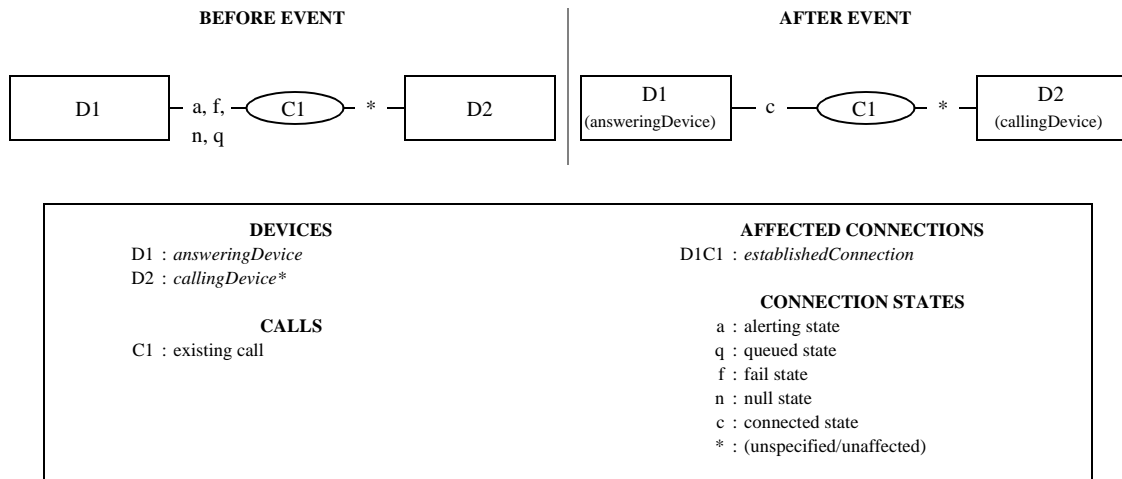 BEFORE EVENT
AFTER EVENT
D1
a, f,
n, q
C1
*
D2
D1
(answeringDevice)
c
C1
*
D2
(callingDevice)
DEVICES
D1 : answeringDevice
D2 : callingDevice*
CALLS
C1 : existing call
AFFECTED CONNECTIONS
D1C1 : establishedConnection
CONNECTION STATES
a : alerting state
q : queued state
f : fail state
n : null state
c : connected state
* : (unspecified/unaffected)